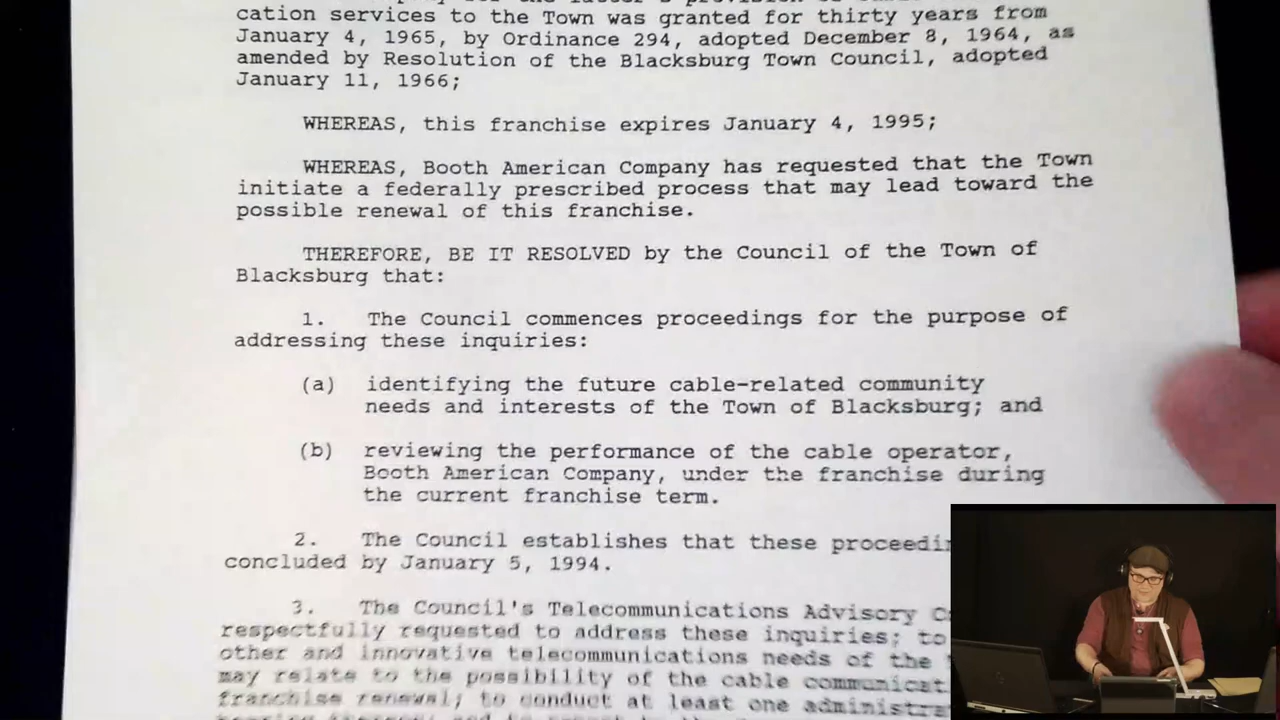 cation services to the Town was granted for thirty years from
January 4, 1965, by Ordinance 294, adopted December 8, 1964, as
amended by Resolution of the Blacksburg Town Council, adopted
January 11, 1966;
WHEREAS, this franchise expires January 4, 1995;
WHEREAS, Booth American Company has requested that the Town
initiate a federally prescribed process that may lead toward the
possible renewal of this franchise.
THEREFORE, BE IT RESOLVED by the Council of the Town of
Blacksburg that:
1. The Council commences proceedings for the purpose of
addressing these inquiries:
(a) identifying the future cable-related community
needs and interests of the Town of Blacksburg; and
(b) reviewing the performance of the cable operator,
Booth American Company, under the franchise during
the current franchise term.
2. The Council establishes that these
concluded by January 5, 1994.
3. The Council's Telecommunications Advisory
respectfully requested to address these inquiries; to
other and innovative telecommunications needs of the
may relate to the possibility of the cable
franchise renewal; to conduct at least one